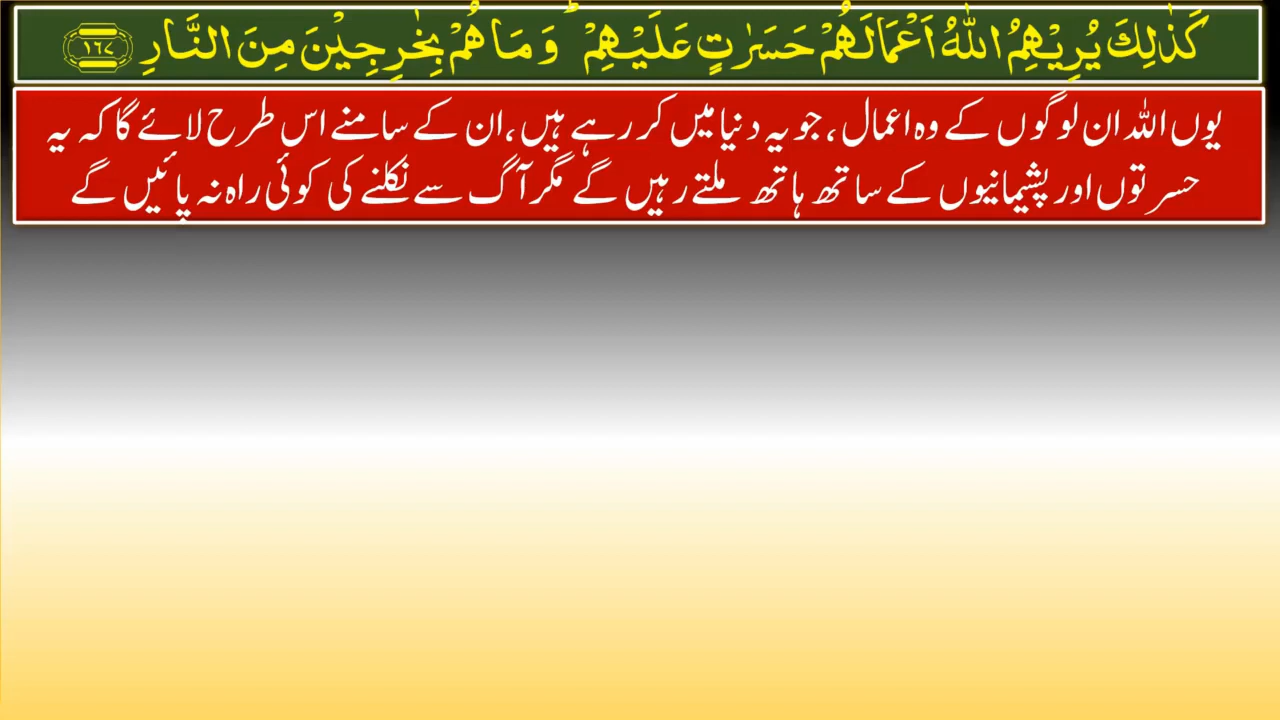 كَذٰلِكَ يُرِيْهِمُ اللّٰهُ اَعْمَالَهُمْ حَسَرٰتٍ عَلَيْهِمْ ؕ وَ مَا هُمْ بِخٰرِجِيْنَ مِنَ النَّارِ ﴿۱۶۷﴾
یوں اللہ ان لوگوں کے وہ اعمال ، جو یہ دنیا میں کر رہے ہیں ، ان کے سامنے اس طرح لائے گا کہ یہ
حسرتوں اور پشیمانیوں کے ساتھ ہاتھ ملتے رہیں گے مگر آگ سے نکلنے کی کوئی راہ نہ پائیں گے